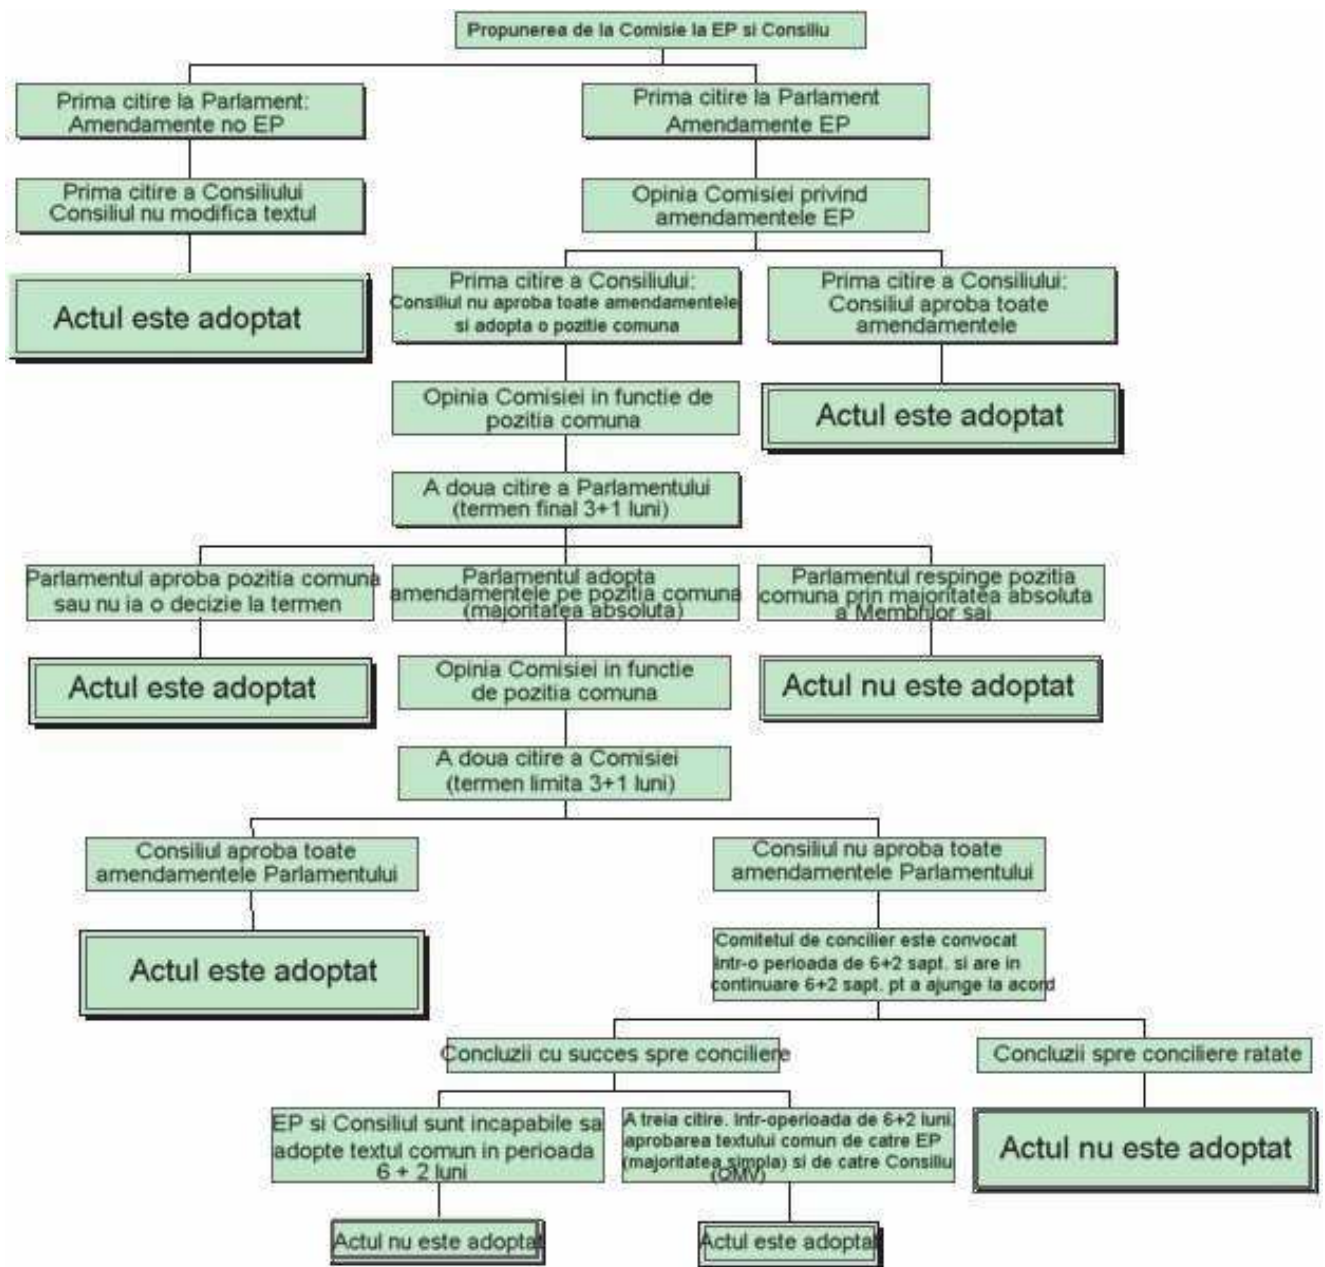 Propunerea de la Comisie la EP si Consiliu
Prima citire la Parlament:
Amendamente no EP
Prima citire la Parlament
Amendamente EP
Prima citire a Consiliului
Consiliul nu modifica textul
Opinia Comisiei privind
amendamentele EP
Actul este adoptat
Prima citire a Consiliului:
Consiliul nu aproba toate amendamentele
si adopta o pozitie comuna
Prima citire a Consiliului:
Consiliul aproba toate
amendamentele
Opinia Comisiei in functie de
pozitia comuna
Actul este adoptat
A doua citire a Parlamentului
(termen final 3+1 luni)
Parlamentul aproba pozitia comuna
sau nu ia o decizie la termen
Parlamentul adopta
amendamentele pe pozitia comuna
(majoritatea absoluta)
Parlamentul respinge pozitia
comuna prin majoritatea absoluta
a Membrilor sai
Actul este adoptat
Opinia Comisiei in functie
de pozitia comuna
Actul nu este adoptat
A doua citire a Comisiei
(termen limita 3+1 luni)
Consiliul aproba toate
amendamentele Parlamentului
Consiliul nu aproba toate
amendamentele Parlamentului
Actul este adoptat
Comitetul de concilier este convocat
Intr-o perioada de 6+2 sapt. si are in
continuare 6+2 sapt. pt a ajunge la acord
Concluzii cu succes spre conciliere
Concluzii spre conciliere ratate
EP si Consiliul sunt incapabile sa
adopte textul comun in perioada
6 + 2 luni
A treia citire. Intr-operioada de 6+2 luni,
aprobarea textului comun de catre EP
(majoritatea simpla) si de catre Consiliu
(QMV)
Actul nu este adoptat
Actul nu este adoptat
Actul este adoptat